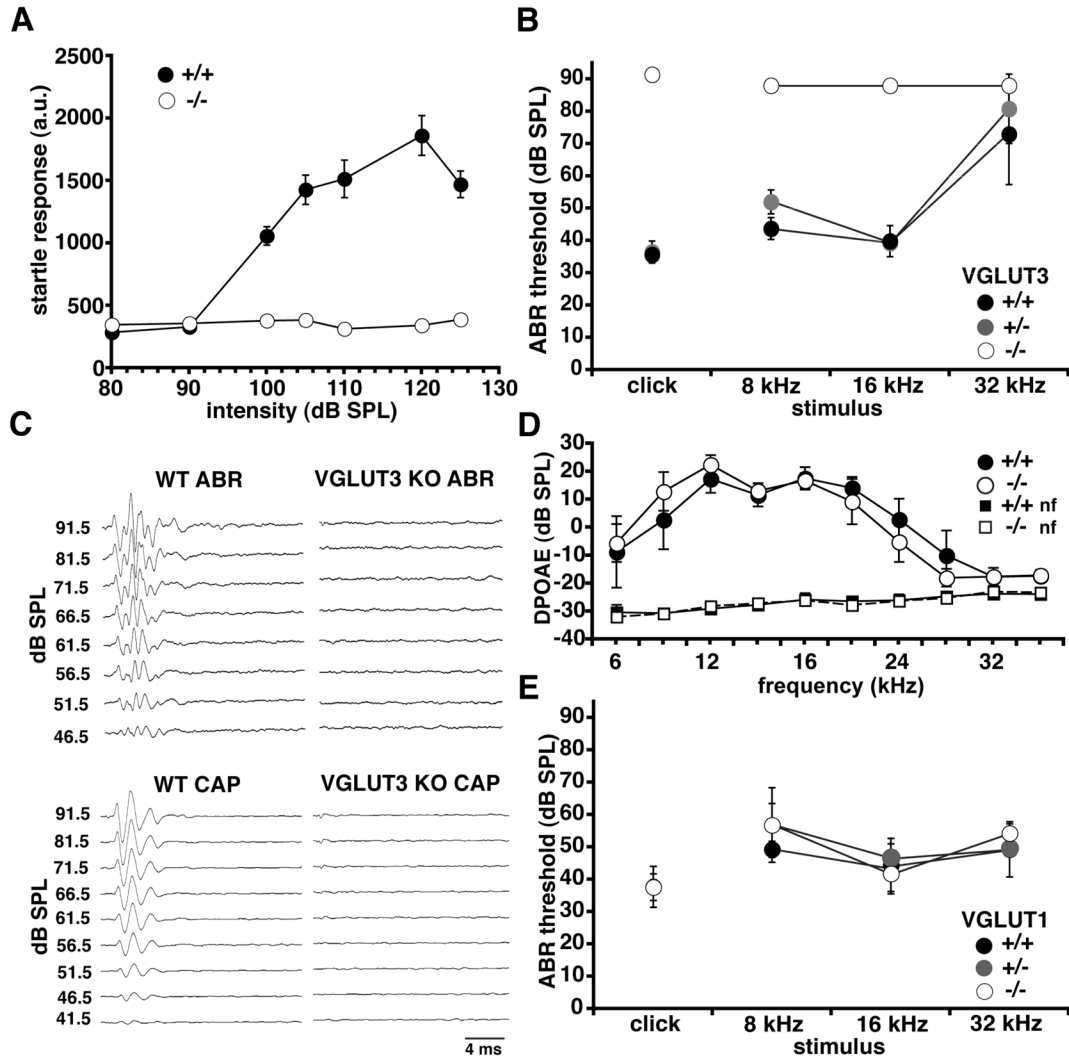 A
2500
2000
1500
1000
500
0
startle response (a.u.)
+/+
-/-
80 90 100 110 120 130
intensity (dB SPL)
B
90
80
70
60
50
40
30
20
10
0
ABR threshold (dB SPL)
VGLUT3
+/+
+/-
-/-
click 8 kHz 16 kHz 32 kHz
stimulus
C
WT ABR VGLUT3 KO ABR
dB SPL
91.5
81.5
71.5
66.5
61.5
56.5
51.5
46.5
WT CAP VGLUT3 KO CAP
dB SPL
91.5
81.5
71.5
66.5
61.5
56.5
51.5
46.5
41.5
4 ms
D
30
20
10
0
-10
-20
-30
-40
DPOAE (dB SPL)
+/+
-/-
+/+ nf
-/- nf
6 12 16 24 32
frequency (kHz)
E
90
80
70
60
50
40
30
20
10
0
ABR threshold (dB SPL)
VGLUT1
+/+
+/-
-/-
click 8 kHz 16 kHz 32 kHz
stimulus